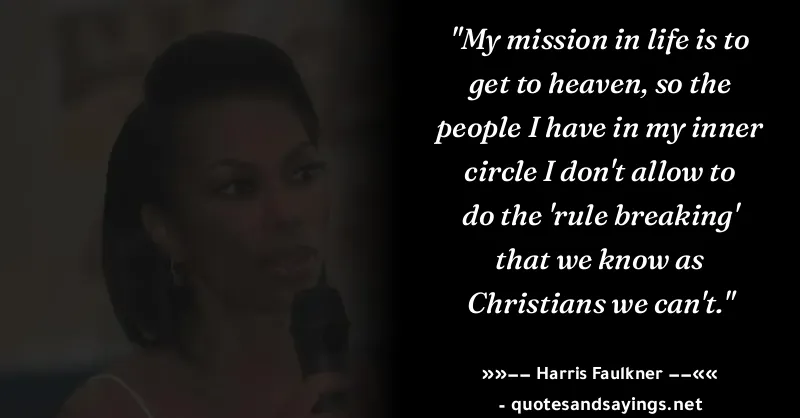 "My mission in life is to
get to heaven, so the
people I have in my inner
circle I don't allow to
do the 'rule breaking'
that we know as
Christians we can't."
»»–– Harris Faulkner ––««
- quotesandsayings.net